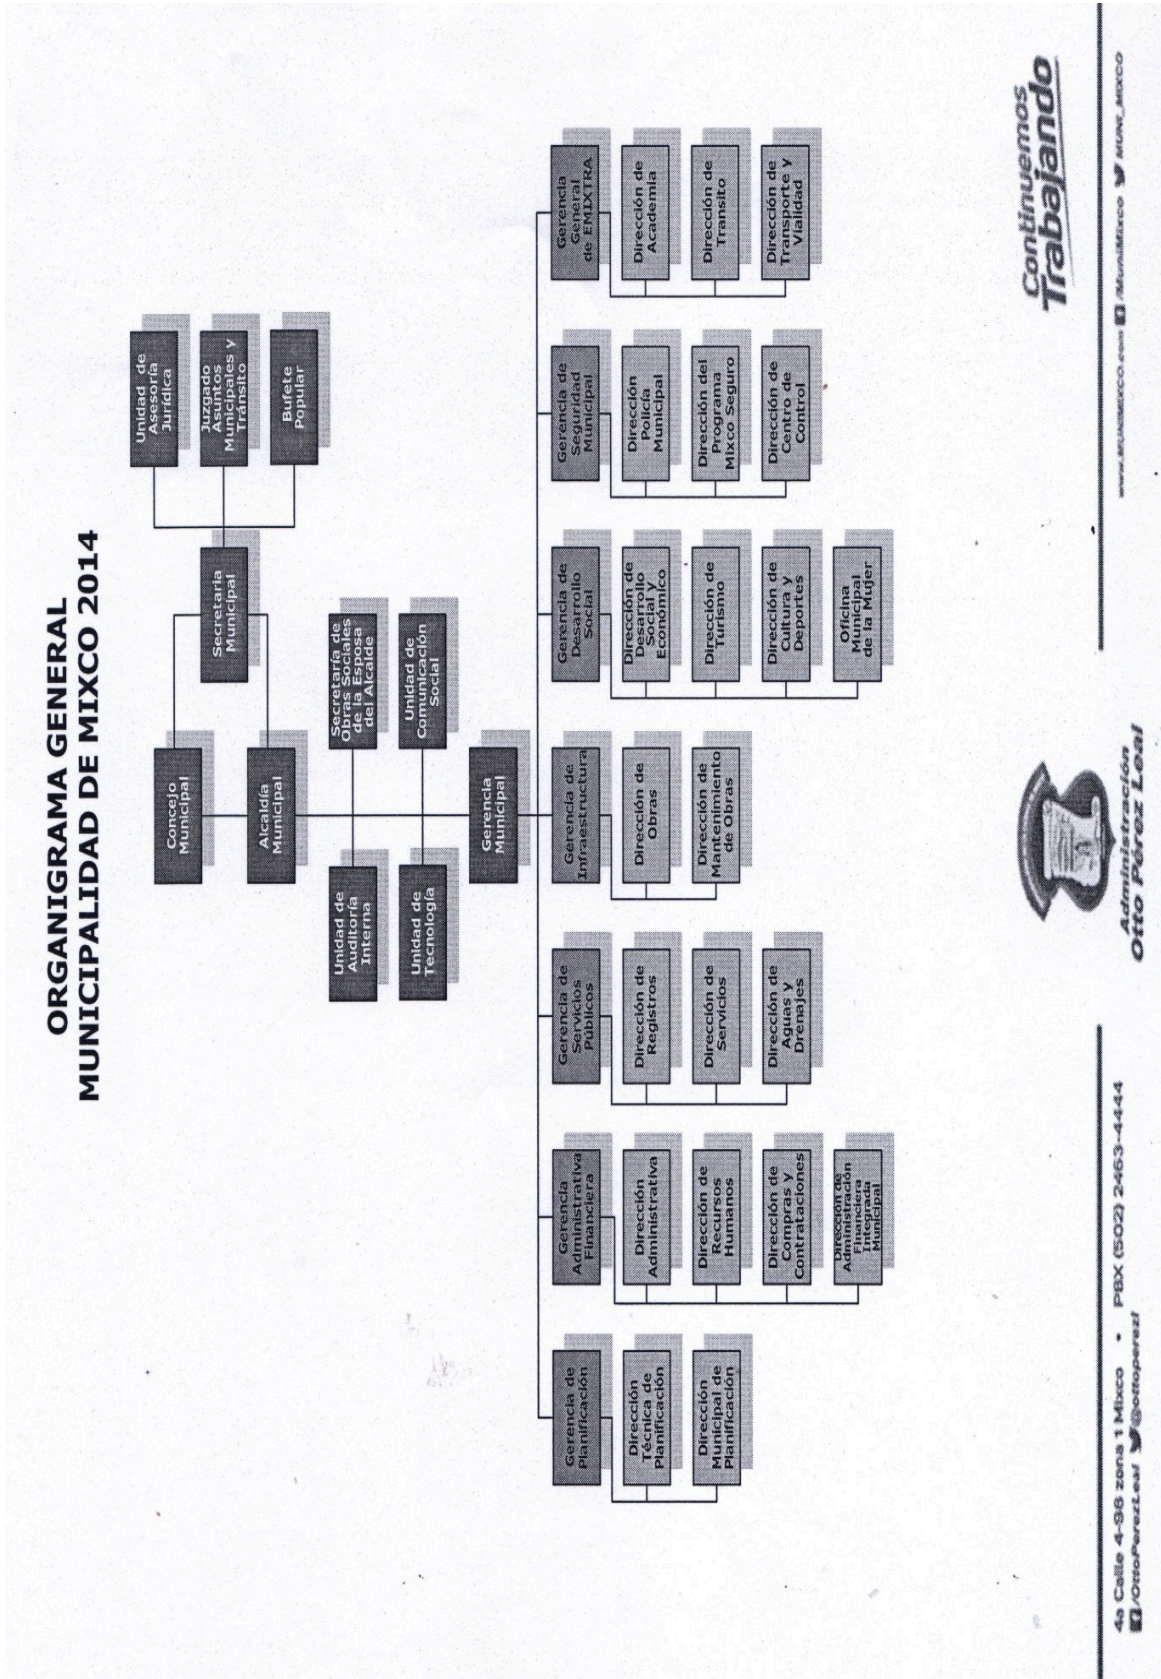 ORGANIGRAMA GENERAL
MUNICIPALIDAD DE MIXCO 2014
Concejo
Municipal
Secretaria
Municipal
Unidad de
Asesoría
Jurídica
Juzgado
Asuntos
Municipales y
Tránsito
Bufete
Popular
Alcaldía
Municipal
Unidad de
Auditoría
Interna
Secretaría de
Obras Sociales
de la Esposa
del Alcalde
Unidad de
Tecnología
Unidad de
Comunicación
Social
Gerencia
Municipal
Gerencia de
Planificación
Dirección
Técnica de
Planificación
Dirección
Municipal de
Planificación
Gerencia
Administrativa
Financiera
Dirección
Administrativa
Dirección de
Recursos
Humanos
Dirección de
Compras y
Contrataciones
Dirección de
Administración
Financiera
Integrada
Municipal
Gerencia de
Servicios
Públicos
Dirección de
Registros
Dirección de
Servicios
Dirección de
Aguas y
Drenajes
Gerencia de
Infraestructura
Dirección de
Obras
Dirección de
Mantenimiento
de Obras
Gerencia de
Desarrollo
Social
Dirección de
Desarrollo
Social y
Económico
Dirección de
Turismo
Dirección de
Cultura y
Deportes
Oficina
Municipal
de la Mujer
Gerencia de
Seguridad
Municipal
Dirección
Policía
Municipal
Dirección del
Programa
Mixco Seguro
Dirección de
Centro de
Control
Gerencia
General
de EMIXTRA
Dirección de
Academia
Dirección de
Transito
Dirección de
Transporte y
Vialidad
Continuemos
Trabajando
4a Calle 4-98 zona 1 Mixco • PBX (502) 2463-4444
/OttoPerezLeal @ottoperezl
Administración
Otto Pérez Leal
www.MUNIMIXCO.com /MuniMixco MUNI_MIXCO